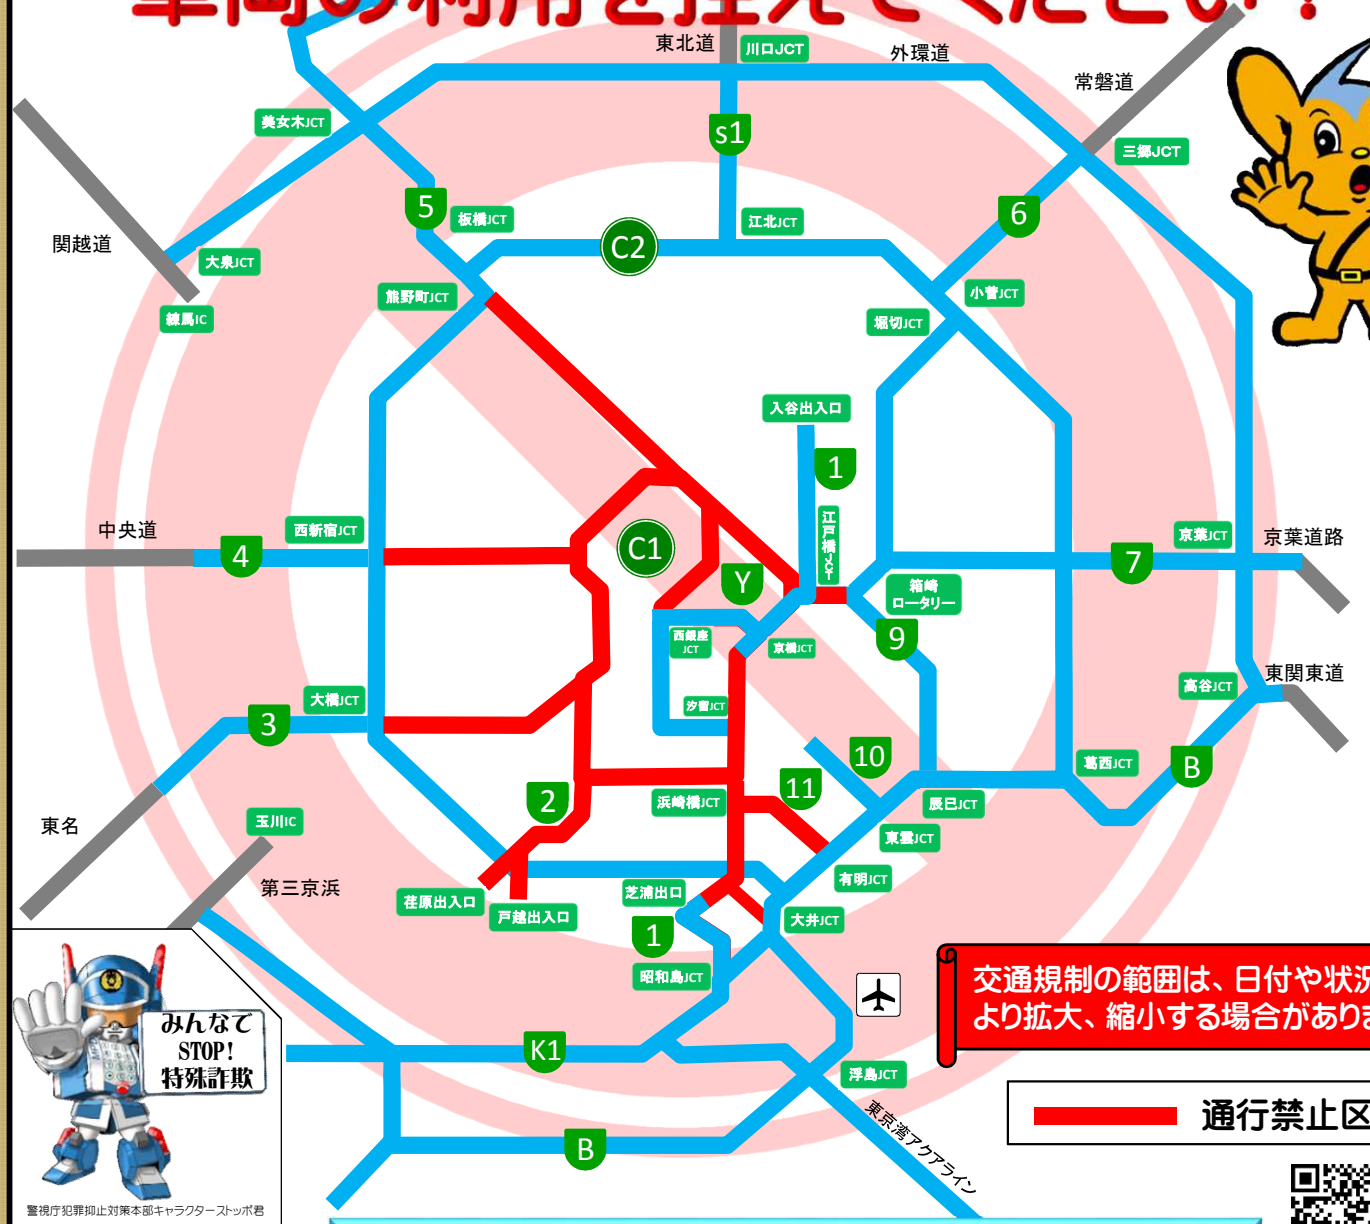 車両の利用を控えてください！
東北道
川口JCT
外環道
常磐道
美女木JCT
S1
三郷JCT
5
板橋JCT
江北JCT
6
関越道
大泉JCT
C2
熊野町JCT
小菅JCT
練馬IC
堀切JCT
入谷出入口
1
中央道
西新宿JCT
江戸橋JCT
京葉JCT
京葉道路
4
C1
7
Y
箱崎
ロータリー
西銀座
JCT
京橋JCT
9
東関東道
大橋JCT
汐留JCT
高谷JCT
3
10
葛西JCT
B
11
2
浜崎橋JCT
辰巳JCT
東名
玉川IC
東雲JCT
第三京浜
有明JCT
荏原出入口
戸越出入口
芝浦出口
大井JCT
1
昭和島JCT
交通規制の範囲は、日付や状況
より拡大、縮小する場合がありま
みんなで
STOP!
特殊詐欺
K1
浮島JCT
通行禁止区
東京湾アクアライン
B
警視庁犯罪抑止対策本部キャラクターストッポ君